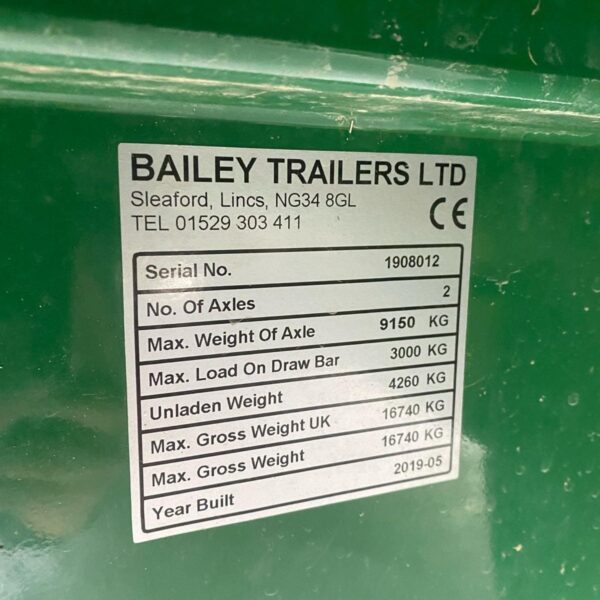 BAILEY TRAILERS LTD
Sleaford, Lincs, NG34 8GL
TEL 01529 303 411
CE
Serial No. 1908012
No. Of Axles 2
Max. Weight Of Axle 9150 KG
Max. Load On Draw Bar 3000 KG
Unladen Weight 4260 KG
Max. Gross Weight UK 16740 KG
Max. Gross Weight 16740 KG
Year Built 2019-05